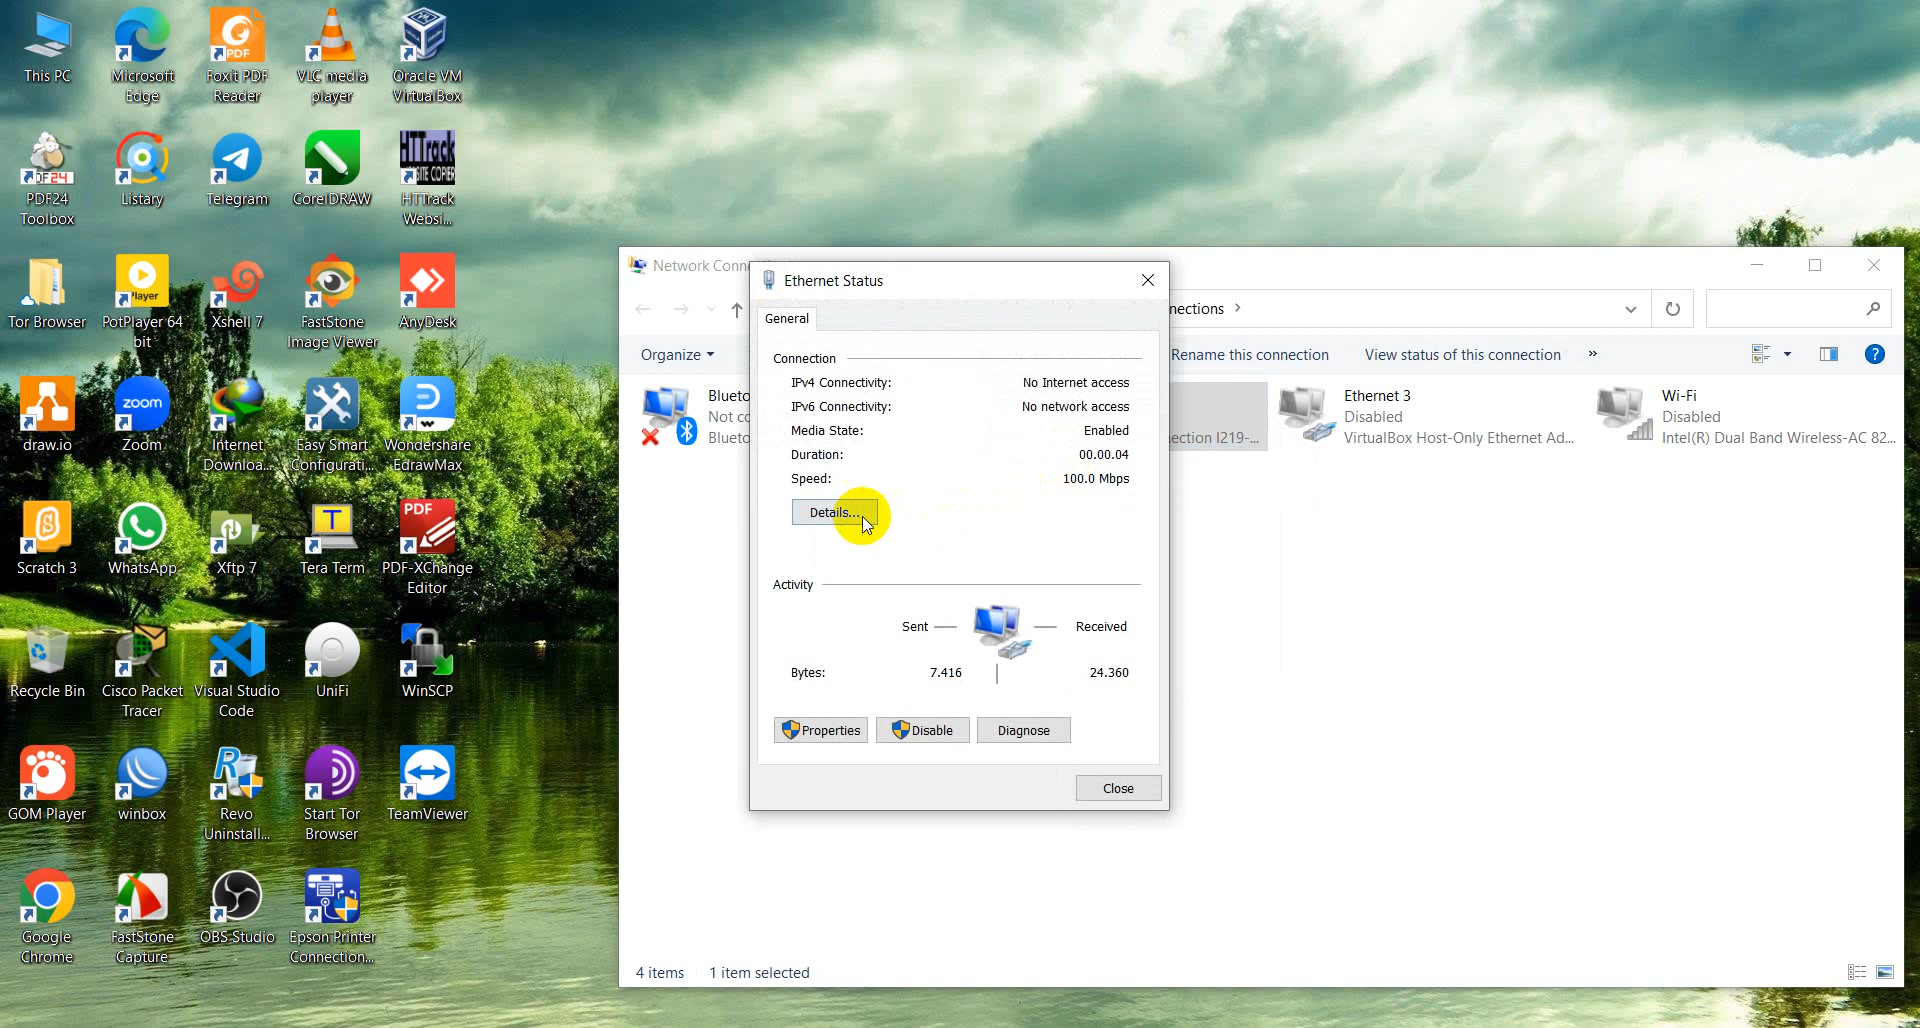 This PC
Microsoft
Edge
Foxit PDF
Reader
VLC media
player
Oracle VM
VirtualBox
PDF24
Toolbox
Listary
Telegram
CorelDRAW
HTTrack
Websi...
Tor Browser
PotPlayer 64
bit
Xshell 7
FastStone
Image Viewer
AnyDesk
draw.io
Zoom
Internet
Downloa...
Easy Smart
Configurati...
Wondershare
EdrawMax
Scratch 3
WhatsApp
Xftp 7
Tera Term
PDF-XChange
Editor
Recycle Bin
Cisco Packet
Tracer
Visual Studio
Code
UniFi
WinSCP
GOM Player
winbox
Revo
Uninstall...
Start Tor
Browser
TeamViewer
Google
Chrome
FastStone
Capture
OBS Studio
Epson Printer
Connection...
Network Conne
nections
Organize
Rename this connection
View status of this connection
»
Blueto
Not co
Blueto
ection I219-...
Ethernet 3
Disabled
VirtualBox Host-Only Ethernet Ad...
Wi-Fi
Disabled
Intel(R) Dual Band Wireless-AC 82...
4 items
1 item selected
Ethernet Status
General
Connection
IPv4 Connectivity: No Internet access
IPv6 Connectivity: No network access
Media State: Enabled
Duration: 00.00.04
Speed: 100.0 Mbps
Details...
Activity
Sent — Received
Bytes: 7.416 24.360
Properties
Disable
Diagnose
Close